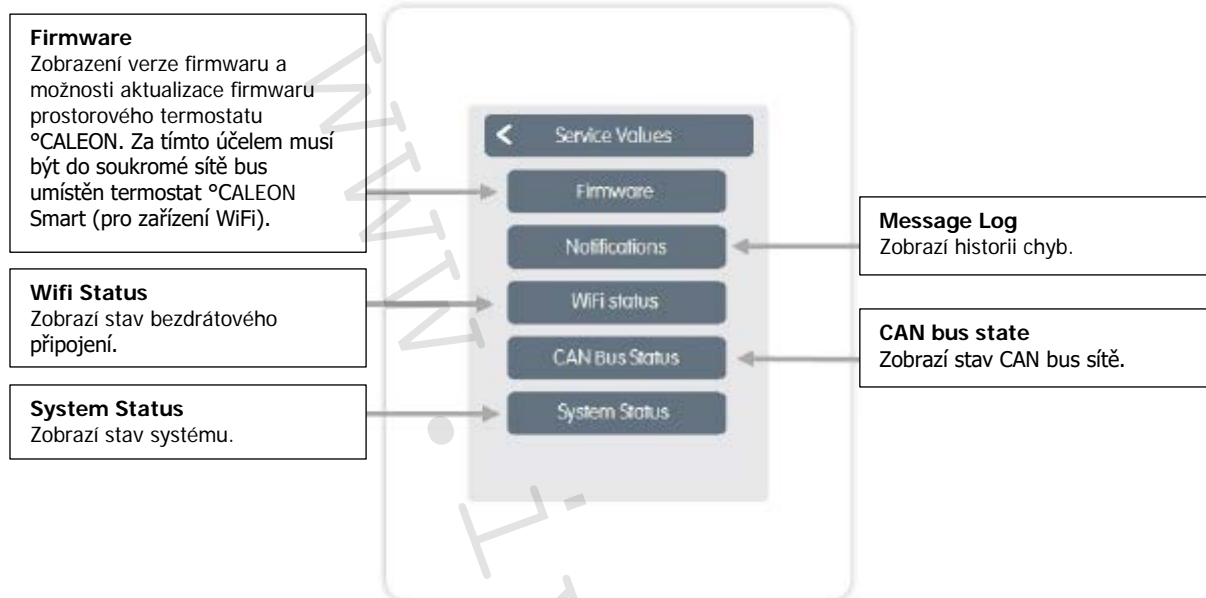 Firmware
Zobrazení verze firmwaru a
možnosti aktualizace firmwaru
prostorového termostatu
°CALEON. Za tímto účelem musí
být do soukromé sítě bus
umístěn termostat °CALEON
Smart (pro zařízení WiFi).
Wifi Status
Zobrazí stav bezdrátového
připojení.
System Status
Zobrazí stav systému.
Service Values
Firmware
Notifications
WiFi status
CAN Bus Status
System Status
Message Log
Zobrazí historii chyb.
CAN bus state
Zobrazí stav CAN bus sítě.